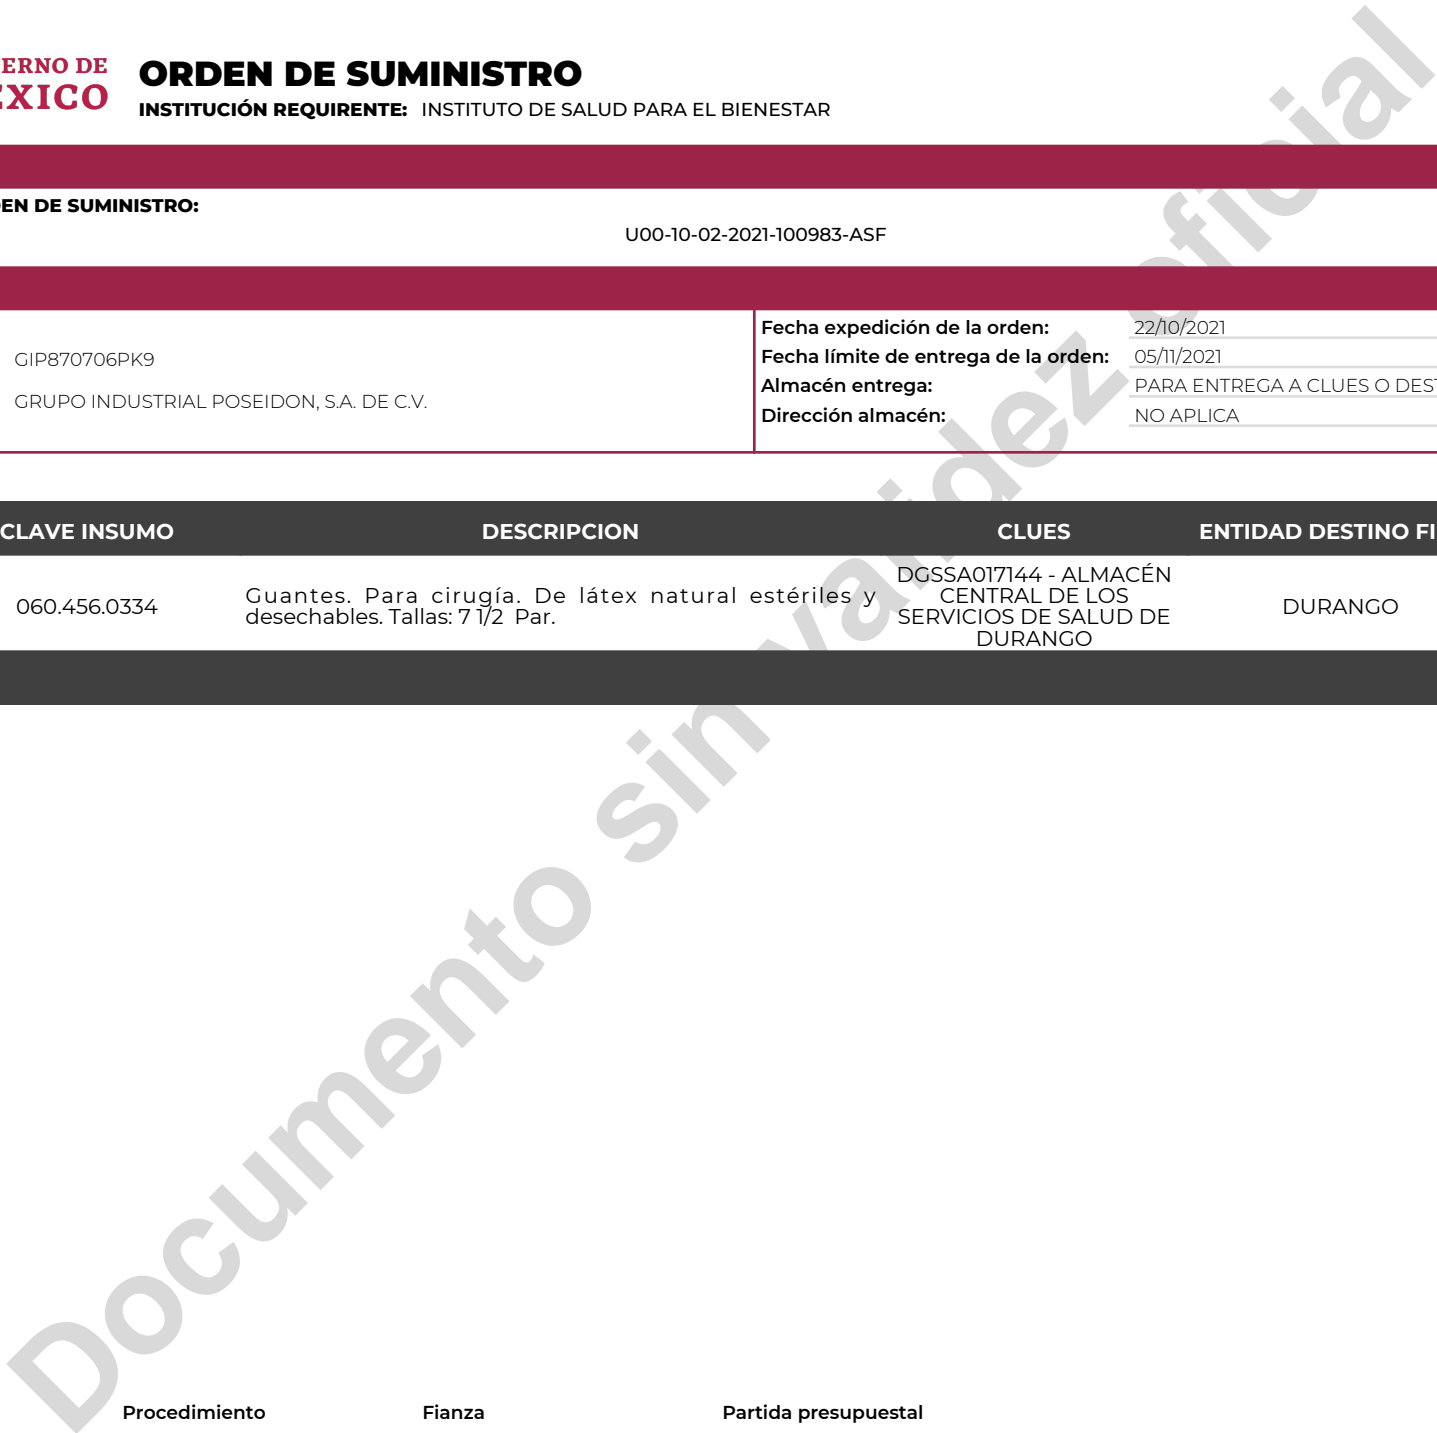 ERNO DE
EXICO
ORDEN DE SUMINISTRO
INSTITUCIÓN REQUIRENTE: INSTITUTO DE SALUD PARA EL BIENESTAR
EN DE SUMINISTRO:
U00-10-02-2021-100983-ASF
GIP870706PK9
GRUPO INDUSTRIAL POSEIDON, S.A. DE C.V.
Fecha expedición de la orden: 22/10/2021
Fecha límite de entrega de la orden: 05/11/2021
Almacén entrega: PARA ENTREGA A CLUES O DEST
Dirección almacén: NO APLICA
CLAVE INSUMO DESCRIPCION CLUES ENTIDAD DESTINO FI
060.456.0334
Guantes. Para cirugía. De látex natural estériles y
desechables. Tallas: 7 1/2 Par.
DGSSA017144 - ALMACÉN
CENTRAL DE LOS
SERVICIOS DE SALUD DE
DURANGO
DURANGO
Documento sin validez oficial
Procedimiento Fianza Partida presupuestal